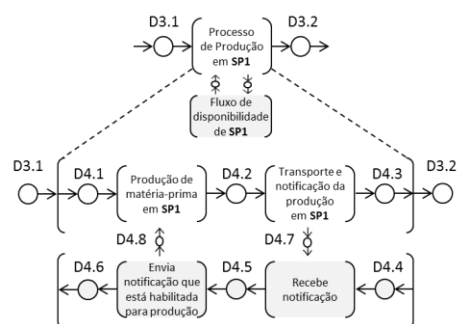 D3.1
Processo
de Produção
em SP1
D3.2
Fluxo de
disponibilidade
de SP1
D3.1
D4.1
Produção de
matéria-prima
em SP1
D4.2
Transporte e
notificação da
produção
em SP1
D4.3
D3.2
D4.8
D4.7
D4.6
Envia
notificação que
está habilitada
para produção
D4.5
Recebe
notificação
D4.4